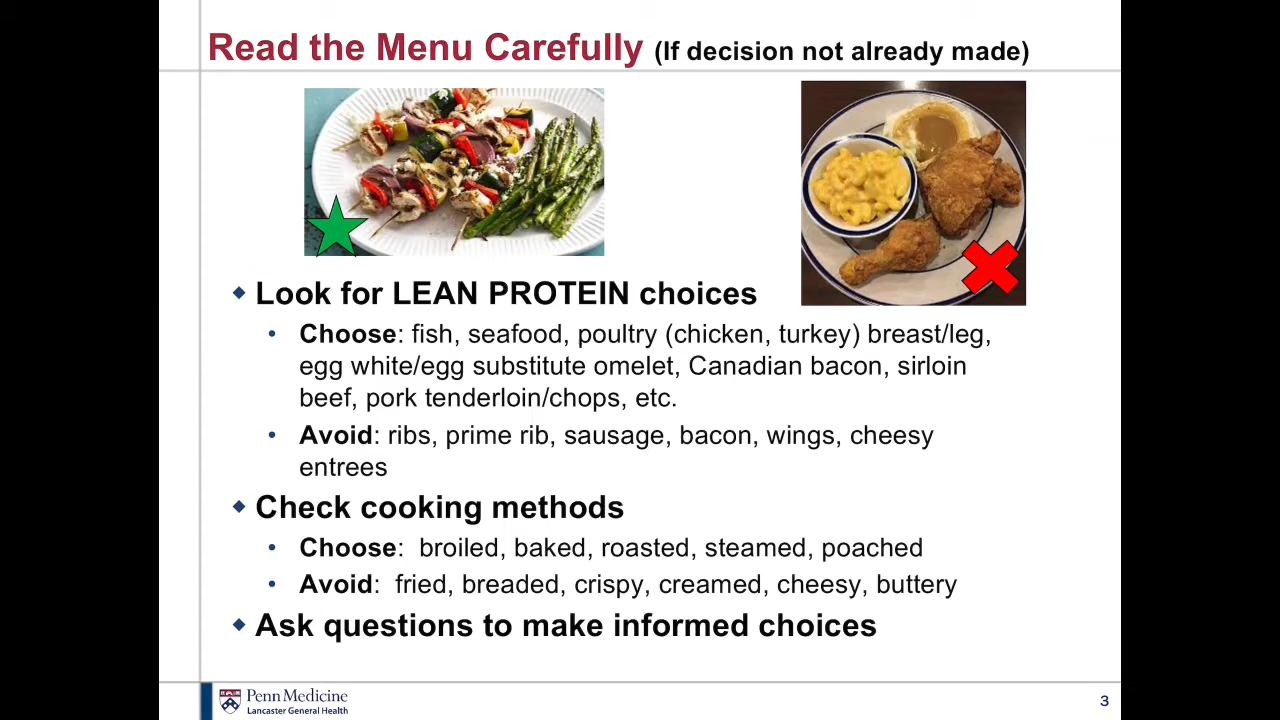 Read the Menu Carefully (If decision not already made)
Look for LEAN PROTEIN choices
Choose: fish, seafood, poultry (chicken, turkey) breast/leg,
egg white/egg substitute omelet, Canadian bacon, sirloin
beef, pork tenderloin/chops, etc.
Avoid: ribs, prime rib, sausage, bacon, wings, cheesy
entrees
Check cooking methods
Choose:  broiled, baked, roasted, steamed, poached
Avoid:  fried, breaded, crispy, creamed, cheesy, buttery
Ask questions to make informed choices
Penn Medicine
Lancaster General Health
3